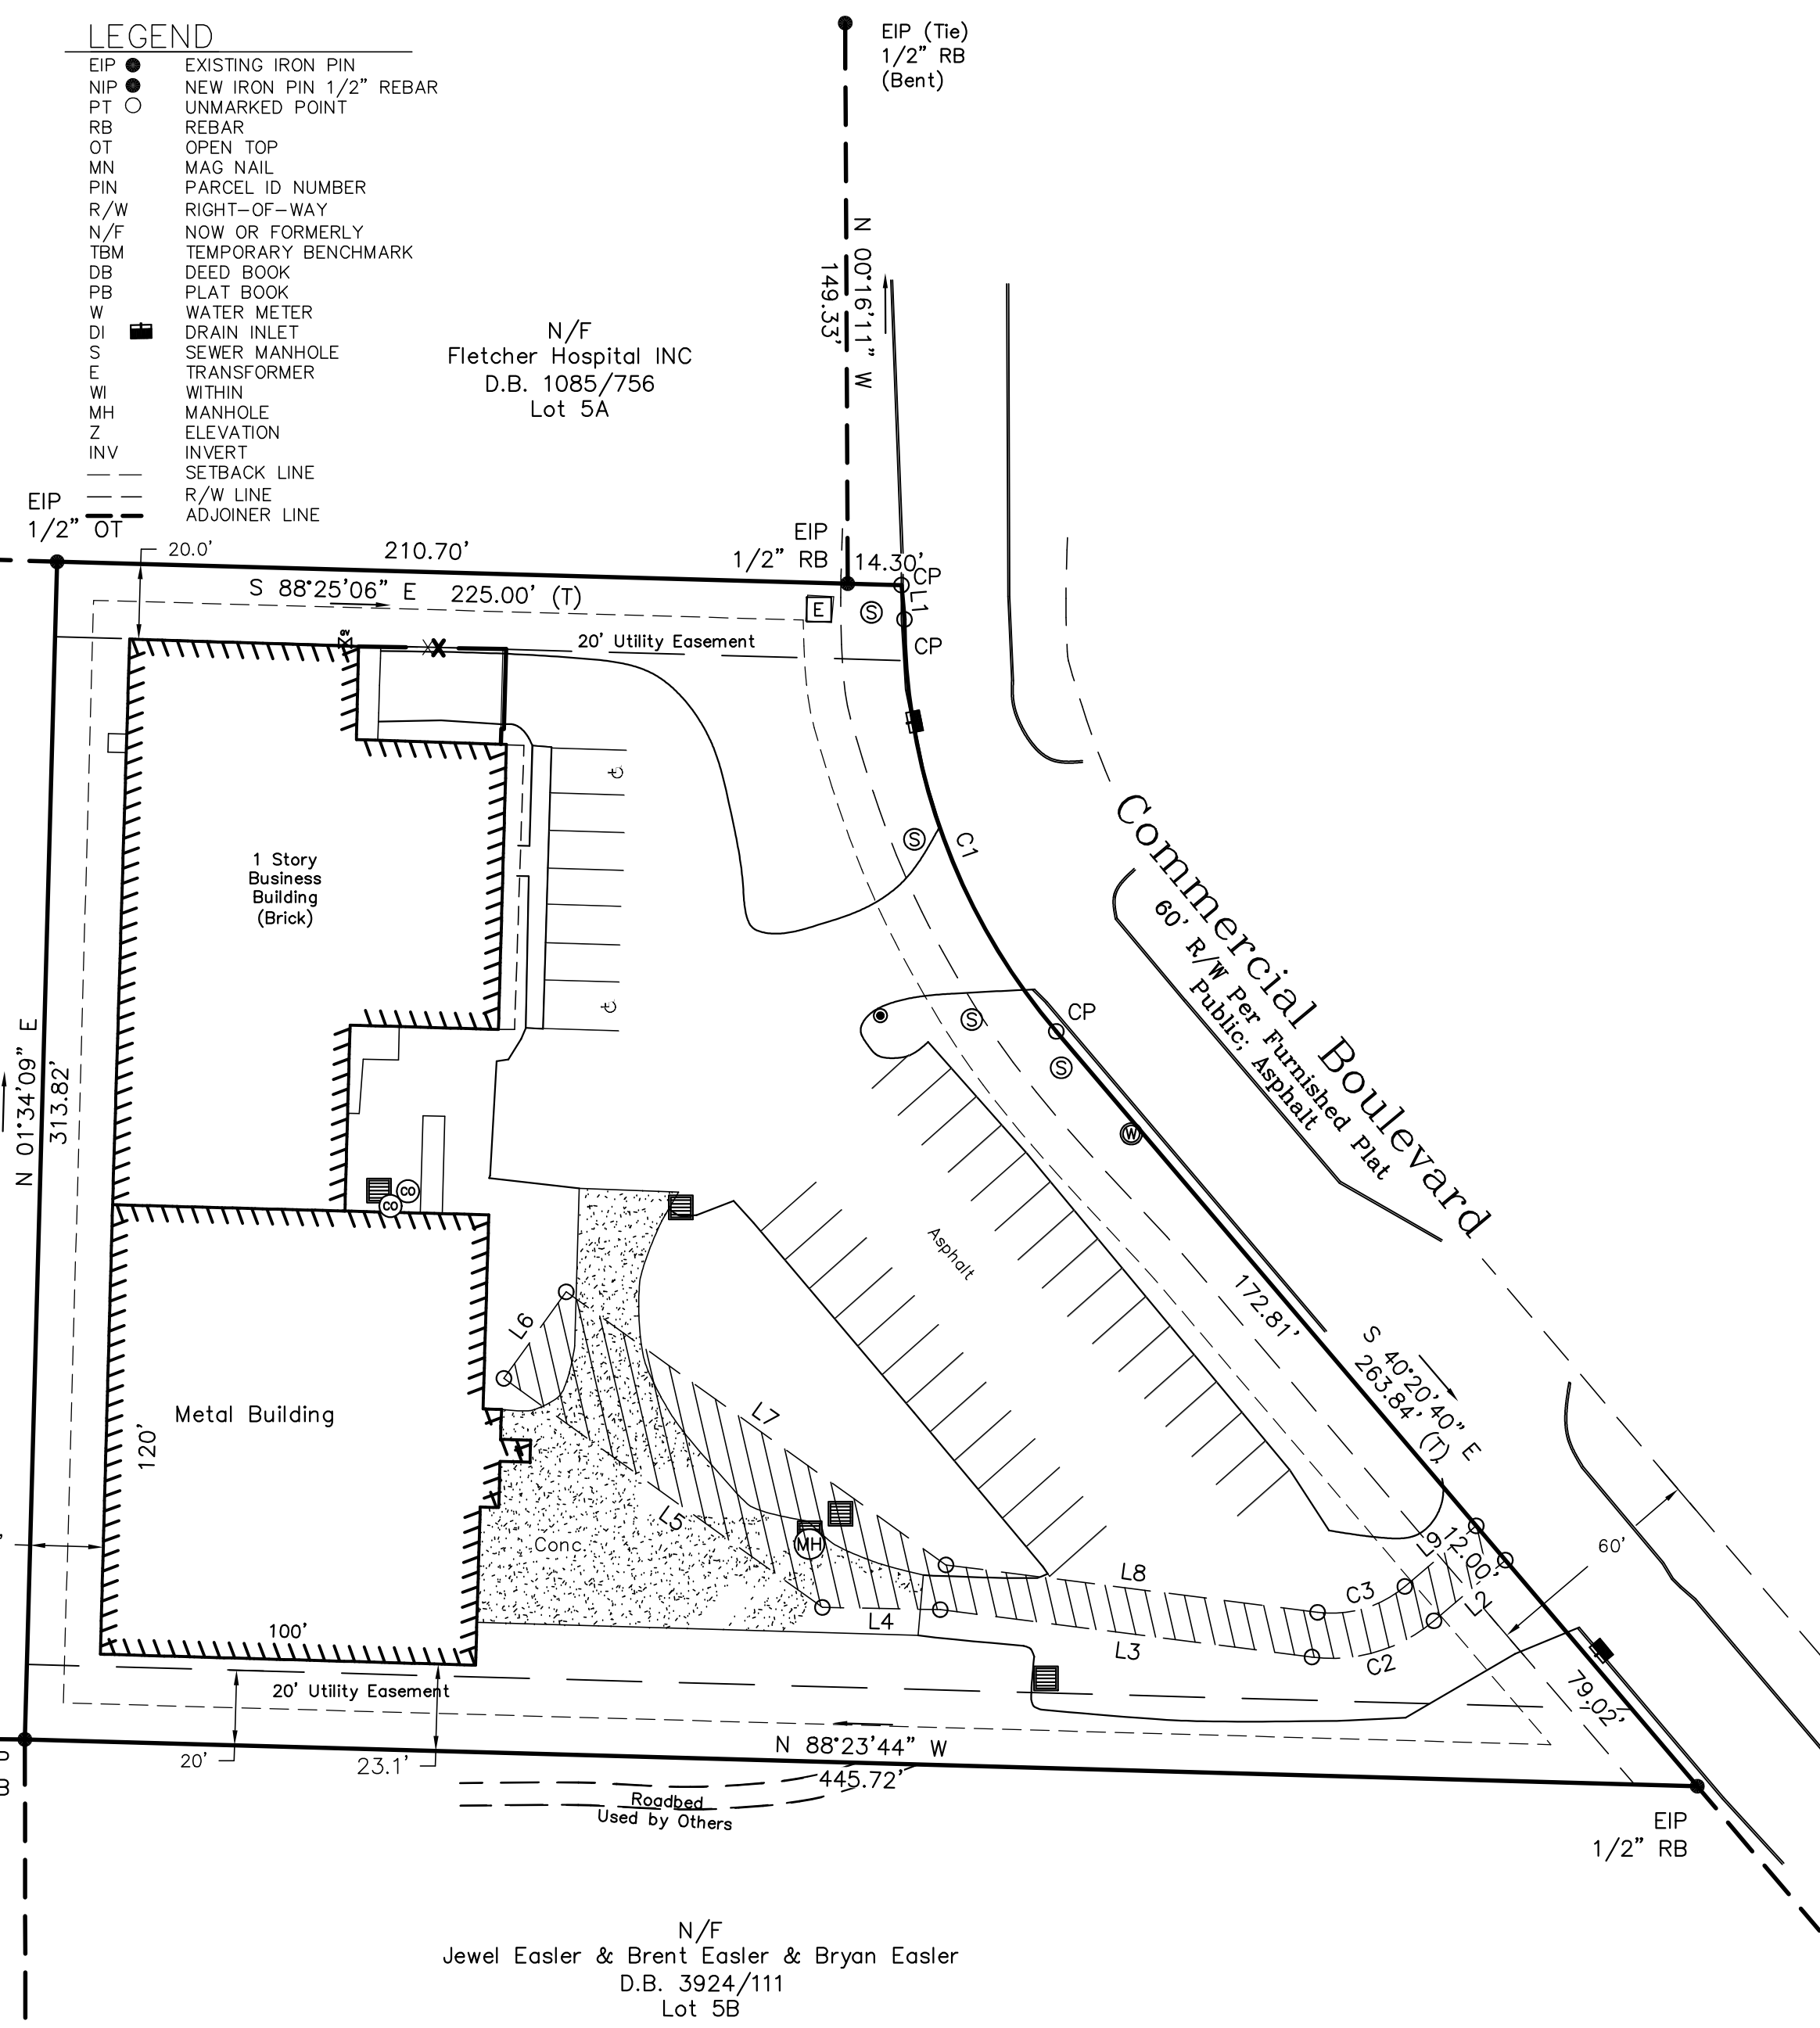 LEGEND
EIP EXISTING IRON PIN
NIP NEW IRON PIN 1/2" REBAR
PT UNMARKED POINT
RB REBAR
OT OPEN TOP
MN MAG NAIL
PIN PARCEL ID NUMBER
R/W RIGHT-OF-WAY
N/F NOW OR FORMERLY
TBM TEMPORARY BENCHMARK
DB DEED BOOK
PB PLAT BOOK
W WATER METER
DI DRAIN INLET
S SEWER MANHOLE
E TRANSFORMER
WI WITHIN
MH MANHOLE
Z ELEVATION
INV INVERT
SETBACK LINE
R/W LINE
ADJOINER LINE
EIP (Tie)
1/2" RB
(Bent)
N 00°16'11" W
149.33'
N/F
Fletcher Hospital INC
D.B. 1085/756
Lot 5A
EIP
1/2" OT
20.0'
210.70'
EIP
1/2" RB
14.30'
CP
L1
CP
S 88°25'06" E 225.00' (T)
E
S
20' Utility Easement
GV
X
1 Story
Business
Building
(Brick)
S
C1
Commercial Boulevard
60' R/W Per Furnished Plat
Public; Asphalt
S
CP
S
W
N 01°34'09" E
313.82'
CO
CO
Asphalt
172.81'
S 40°20'40" E
263.84' (T)
L6
L7
L5
Metal Building
120'
100'
Conc.
MH
L4
L8
L3
C3
C2
L9
12.00'
L2
60'
79.02'
20' Utility Easement
20'
23.1'
N 88°23'44" W
445.72'
Roadbed
Used by Others
EIP
1/2" RB
N/F
Jewel Easler & Brent Easler & Bryan Easler
D.B. 3924/111
Lot 5B